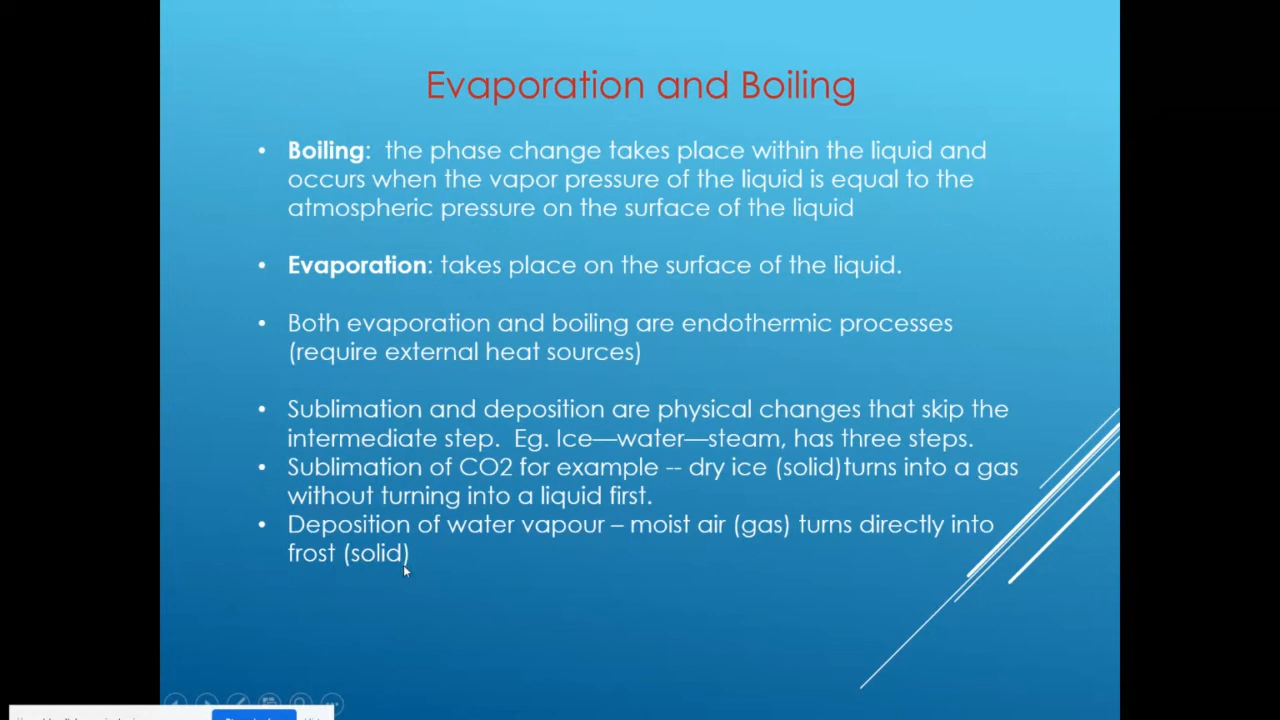 Evaporation and Boiling
• Boiling: the phase change takes place within the liquid and
occurs when the vapor pressure of the liquid is equal to the
atmospheric pressure on the surface of the liquid
• Evaporation: takes place on the surface of the liquid.
• Both evaporation and boiling are endothermic processes
(require external heat sources)
• Sublimation and deposition are physical changes that skip the
intermediate step. Eg. Ice—water—steam, has three steps.
• Sublimation of CO2 for example -- dry ice (solid)turns into a gas
without turning into a liquid first.
• Deposition of water vapour – moist air (gas) turns directly into
frost (solid)